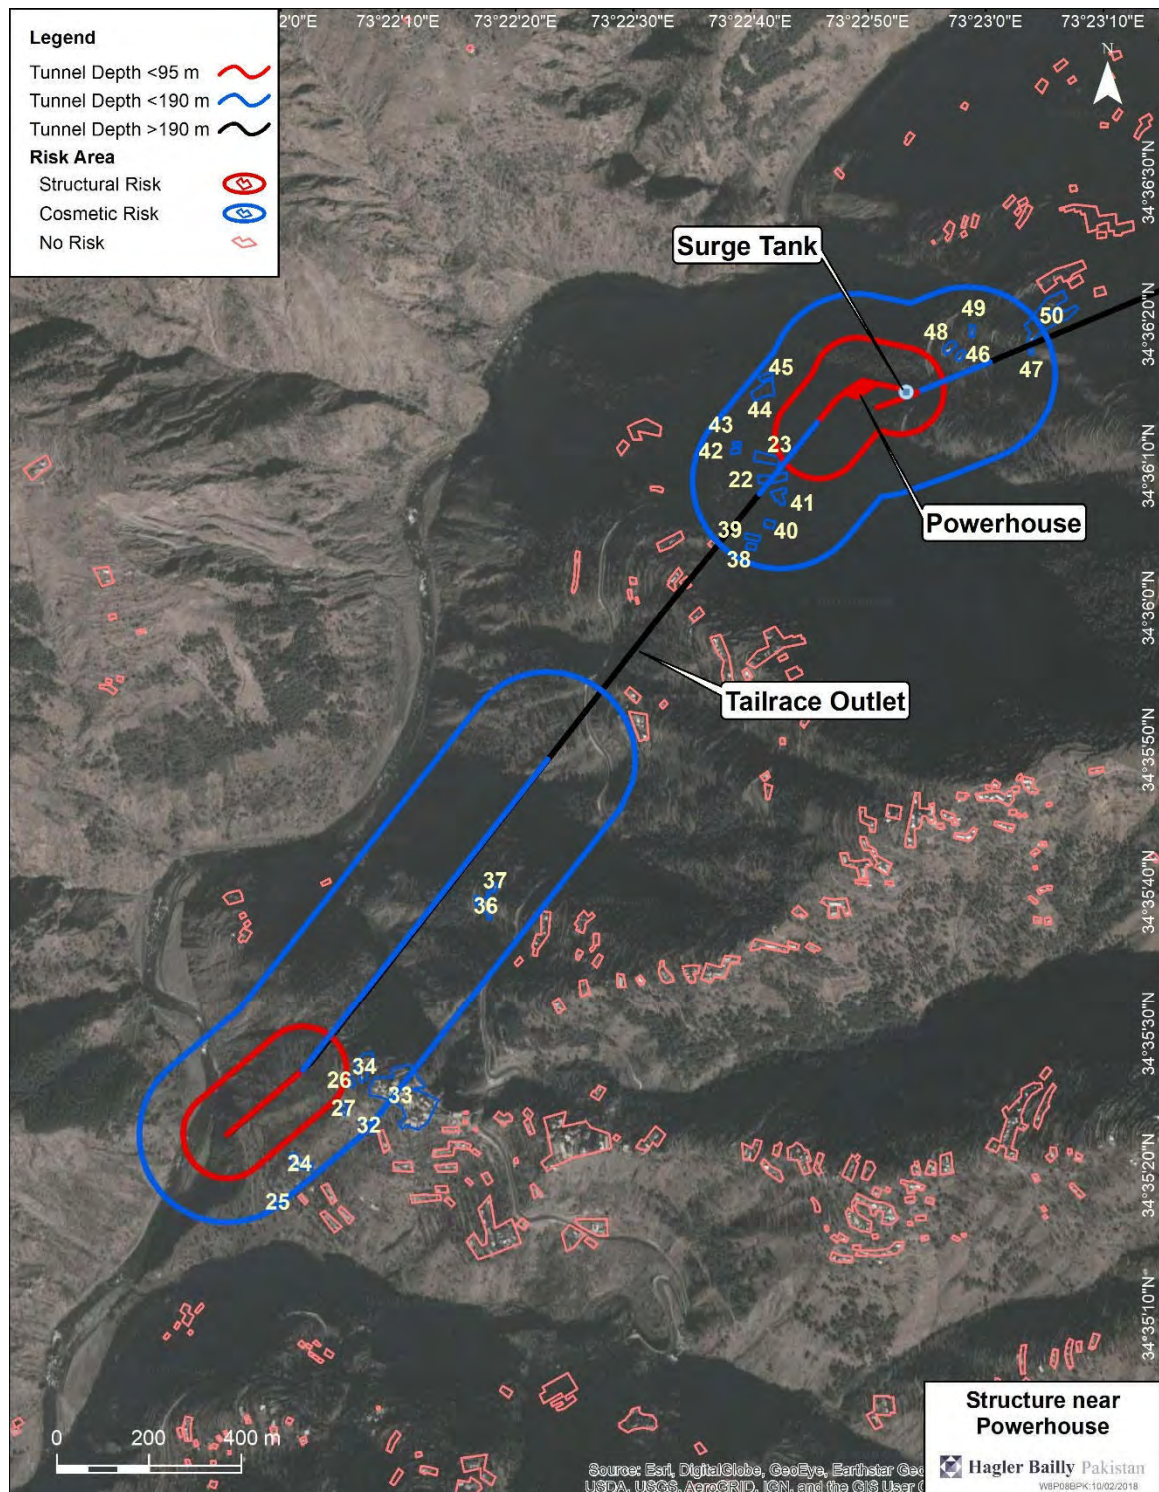 Legend
Tunnel Depth <95 m
Tunnel Depth <190 m
Tunnel Depth >190 m
Risk Area
Structural Risk
Cosmetic Risk
No Risk
2'0"E 73°22'10"E 73°22'20"E 73°22'30"E 73°22'40"E 73°22'50"E 73°23'0"E 73°23'10"E
N
34°36'30"N
Surge Tank
34°36'20"N
49
50
48
46
47
45
44
43
42
23
34°36'10"N
22
41
Powerhouse
39
40
38
34°36'0"N
Tailrace Outlet
34°35'50"N
37
36
34°35'40"N
34°35'30"N
34
26
33
27
32
24
34°35'20"N
25
34°35'10"N
0 200 400 m
Structure near
Powerhouse
Hagler Bailly Pakistan
W8P08BPK:10/02/2018
Source: Esri, DigitalGlobe, GeoEye, Earthstar Geo
USDA, USGS, AeroGRID, IGN, and the GIS User C